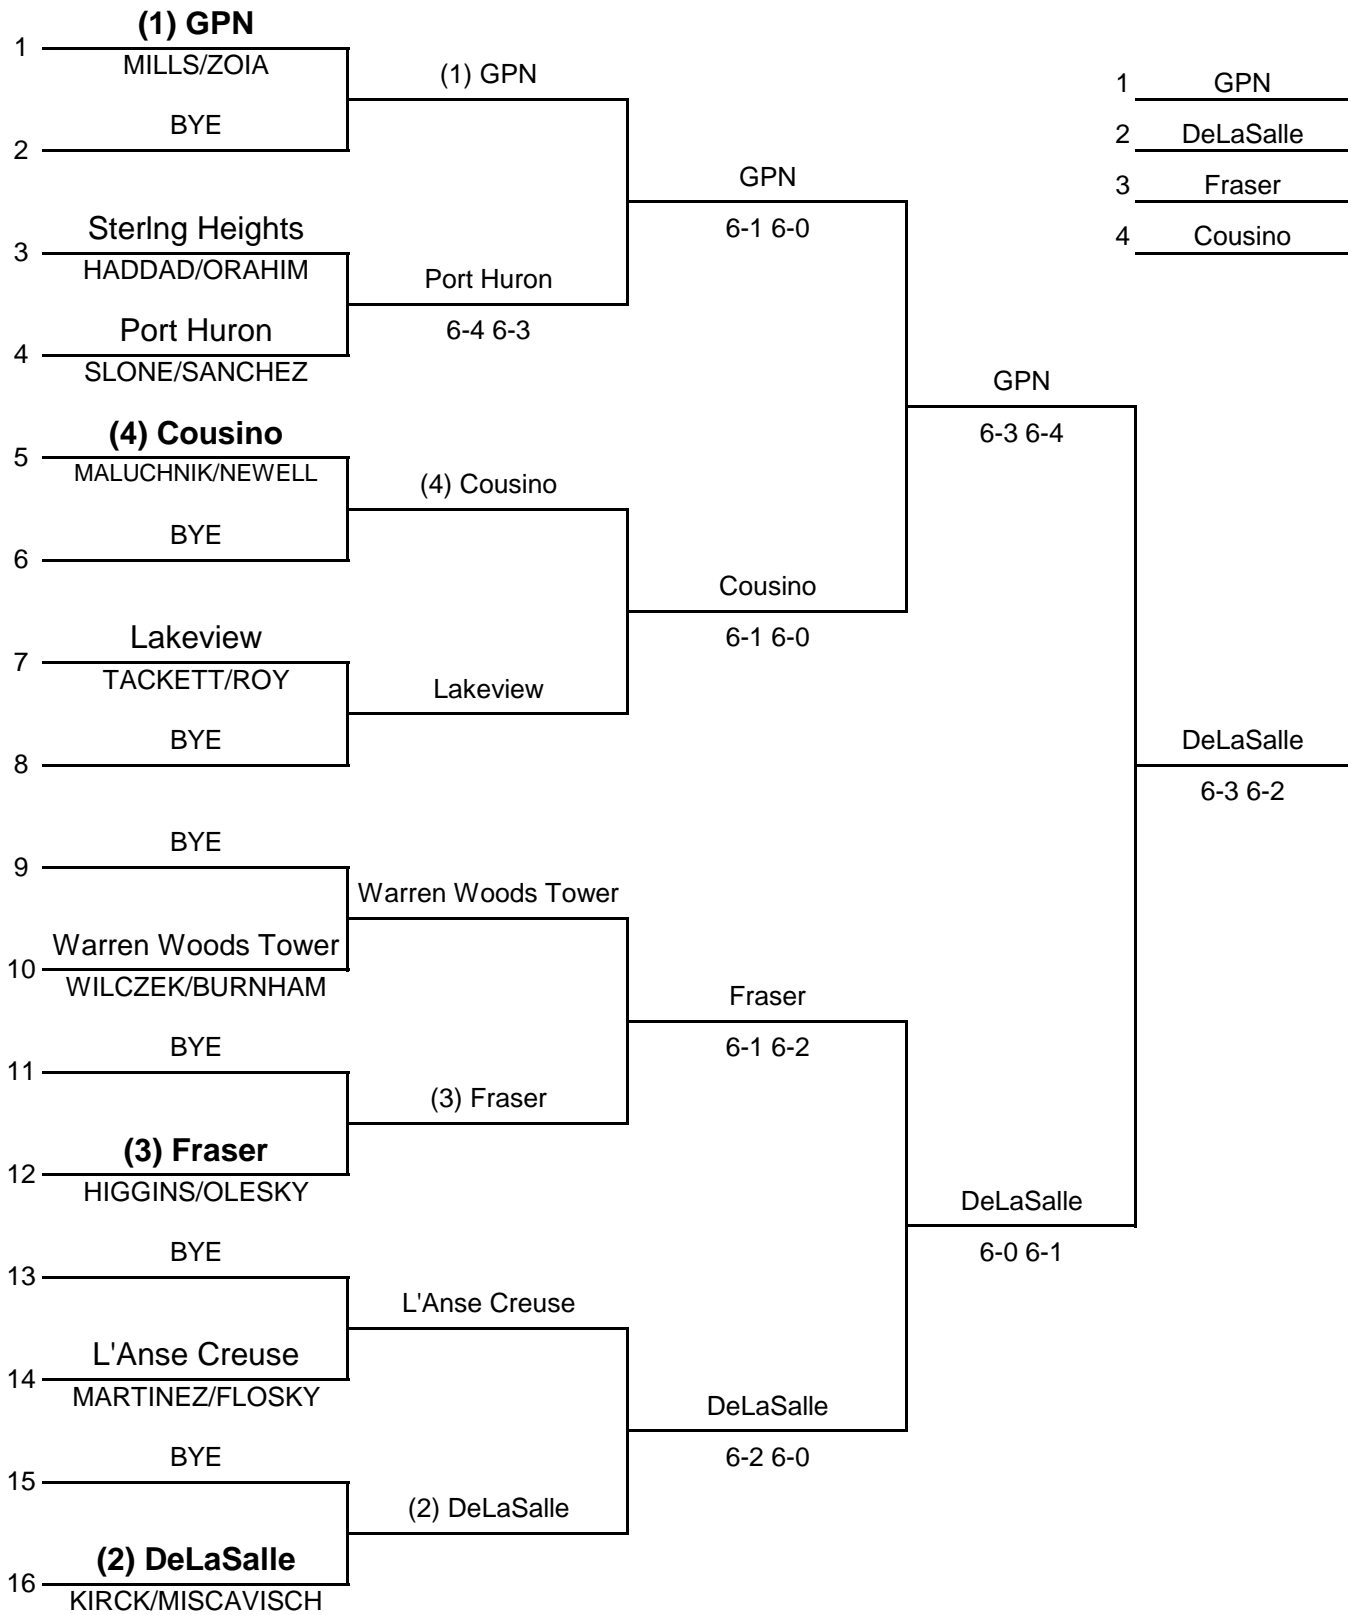 (1) GPN
1
MILLS/ZOIA
(1) GPN
BYE
2
GPN
6-1 6-0
Sterlng Heights
3
HADDAD/ORAHIM
Port Huron
6-4 6-3
Port Huron
4
SLONE/SANCHEZ
GPN
6-3 6-4
(4) Cousino
5
MALUCHNIK/NEWELL
(4) Cousino
BYE
6
Cousino
6-1 6-0
Lakeview
7
TACKETT/ROY
Lakeview
BYE
8
DeLaSalle
6-3 6-2
BYE
9
Warren Woods Tower
Warren Woods Tower
10
WILCZEK/BURNHAM
Fraser
6-1 6-2
BYE
11
(3) Fraser
(3) Fraser
12
HIGGINS/OLESKY
DeLaSalle
6-0 6-1
BYE
13
L'Anse Creuse
L'Anse Creuse
14
MARTINEZ/FLOSKY
DeLaSalle
6-2 6-0
BYE
15
(2) DeLaSalle
(2) DeLaSalle
16
KIRCK/MISCAVISCH
1 GPN
2 DeLaSalle
3 Fraser
4 Cousino